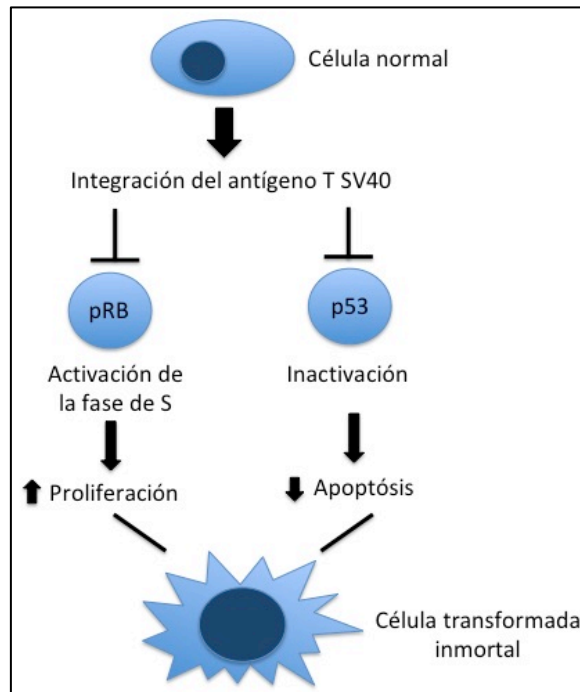 Célula normal
Integración del antígeno T SV40
pRB
p53
Activación de
la fase de S
Inactivación
Proliferación
Apoptósis
Célula transformada
inmortal